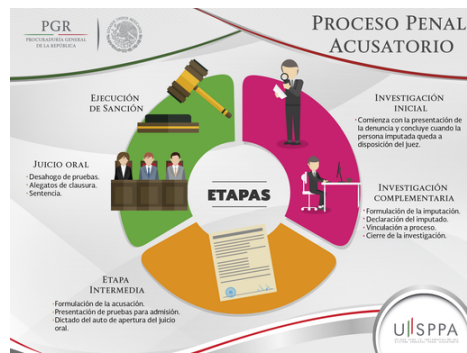 PGR
PROCURADURÍA GENERAL
DE LA REPÚBLICA
PROCESO PENAL
ACUSATORIO
EJECUCIÓN
DE SANCIÓN
INVESTIGACIÓN
INICIAL
· Comienza con la presentación de
la denuncia y concluye cuando la
persona imputada queda a
disposición del juez.
JUICIO ORAL
· Desahogo de pruebas.
· Alegatos de clausura.
· Sentencia.
ETAPAS
INVESTIGACIÓN
COMPLEMENTARIA
· Formulación de la imputación.
· Declaración del imputado.
· Vinculación a proceso.
· Cierre de la investigación.
ETAPA
INTERMEDIA
· Formulación de la acusación.
· Presentación de pruebas para admisión.
· Dictado del auto de apertura del juicio
oral.
UISPPA